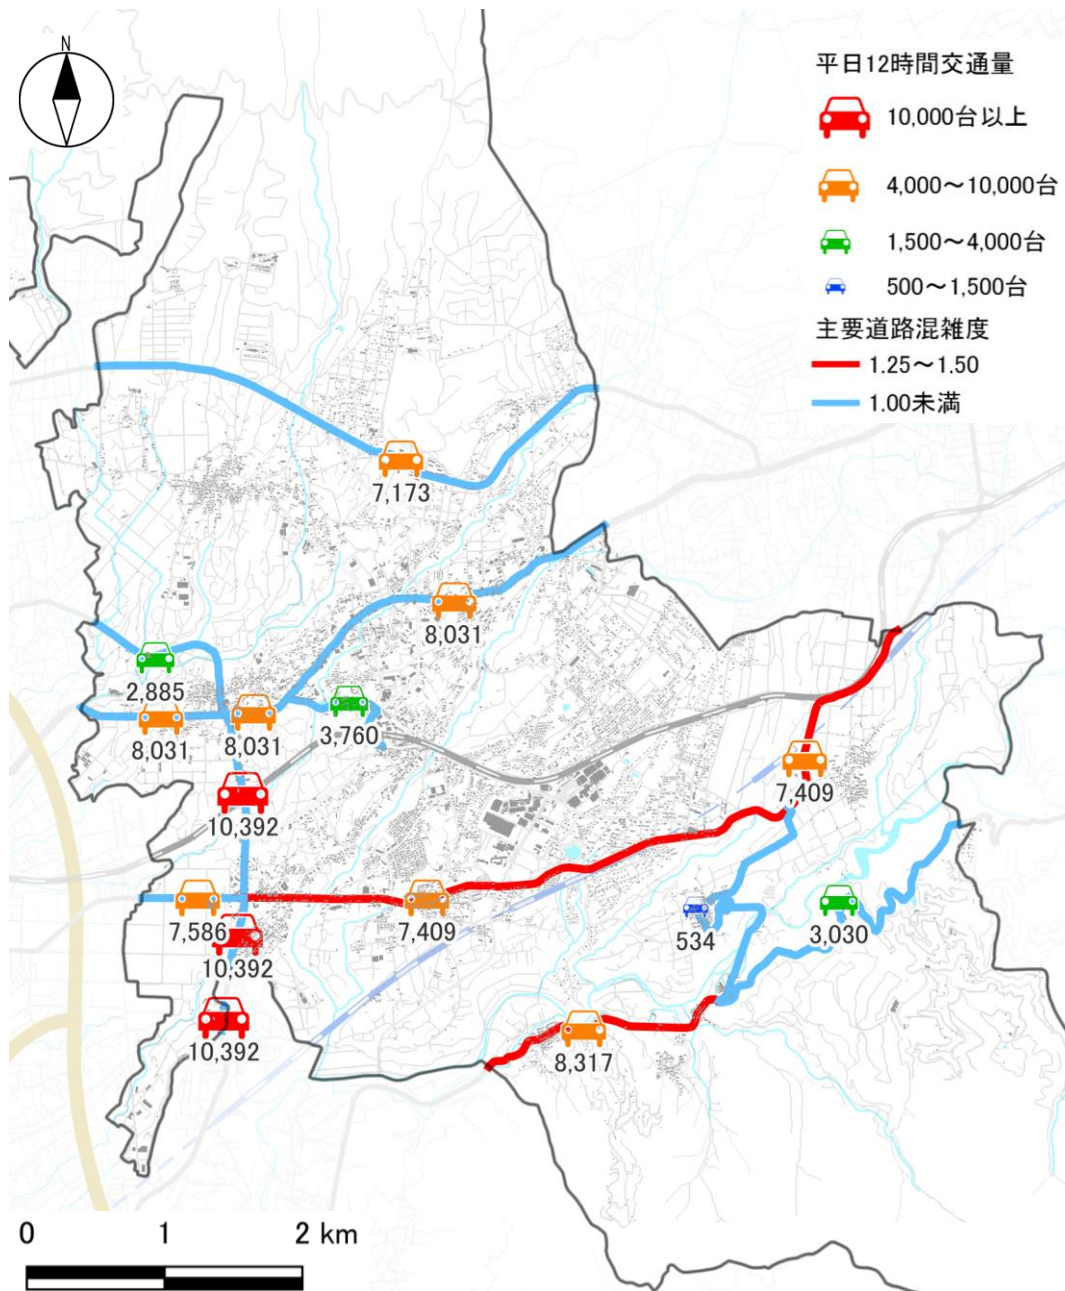 N
平日12時間交通量
10,000台以上
4,000～10,000台
1,500～4,000台
500～1,500台
主要道路混雑度
1.25～1.50
1.00未満
7,173
8,031
2,885
8,031
8,031
3,760
10,392
7,409
7,586
7,409
534
3,030
10,392
10,392
8,317
0 1 2 km